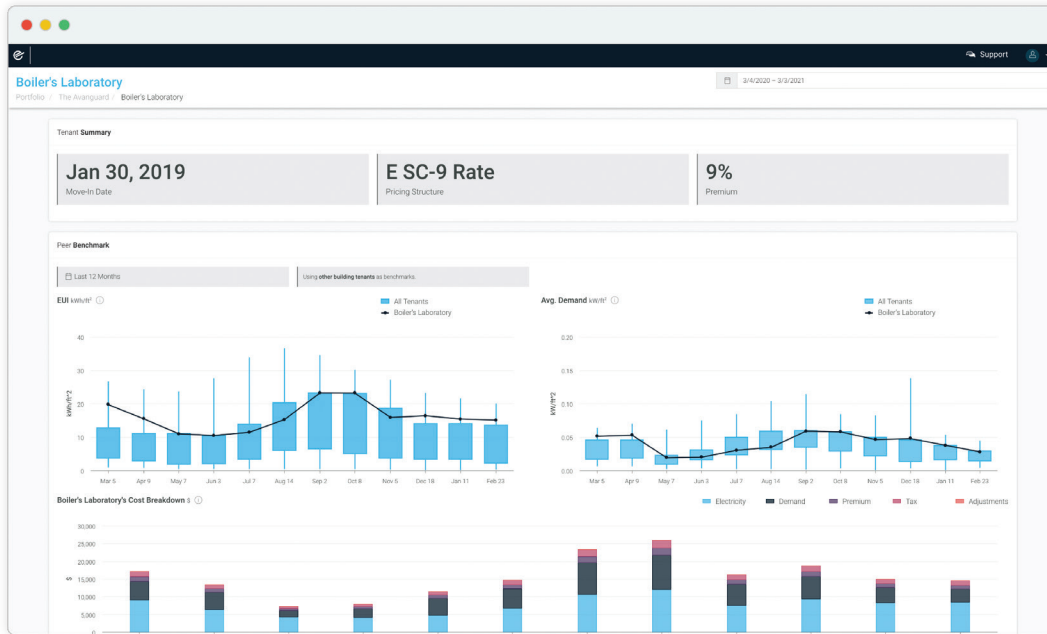 Support
Boiler's Laboratory
3/4/2020 – 3/3/2021
Portfolio / The Avanguard / Boiler's Laboratory
Tenant Summary
Jan 30, 2019
Move-In Date
E SC-9 Rate
Pricing Structure
9%
Premium
Peer Benchmark
Last 12 Months
Using other building tenants as benchmarks.
EUI kWh/ft²
All Tenants
Boiler's Laboratory
40
30
20
10
0
kWh/ft^2
Mar 5 Apr 9 May 7 Jun 3 Jul 7 Aug 14 Sep 2 Oct 8 Nov 5 Dec 18 Jan 11 Feb 23
Avg. Demand kW/ft²
All Tenants
Boiler's Laboratory
0.20
0.15
0.10
0.05
0.00
kW/ft^2
Mar 5 Apr 9 May 7 Jun 3 Jul 7 Aug 14 Sep 2 Oct 8 Nov 5 Dec 18 Jan 11 Feb 23
Boiler's Laboratory's Cost Breakdown $
Electricity Demand Premium Tax Adjustments
30,000
25,000
20,000
15,000
10,000
5,000
0
$